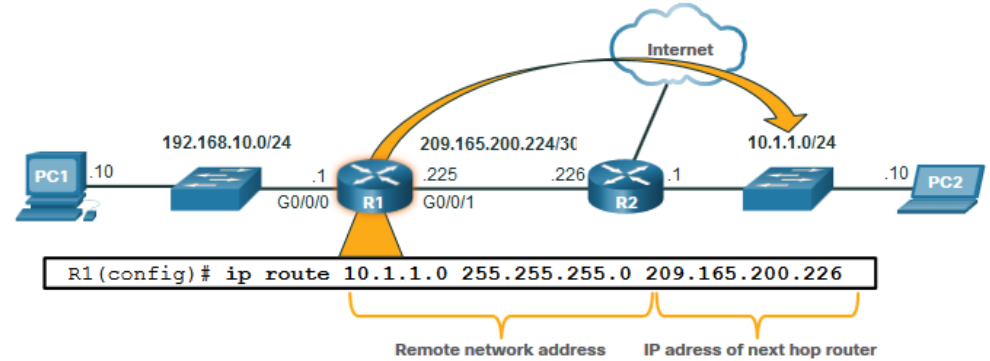 Internet
192.168.10.0/24
209.165.200.224/30
10.1.1.0/24
PC1
.10
.1
.225
.226
.1
.10
PC2
G0/0/0
R1
G0/0/1
R2
R1(config)# ip route 10.1.1.0 255.255.255.0 209.165.200.226
Remote network address
IP adress of next hop router